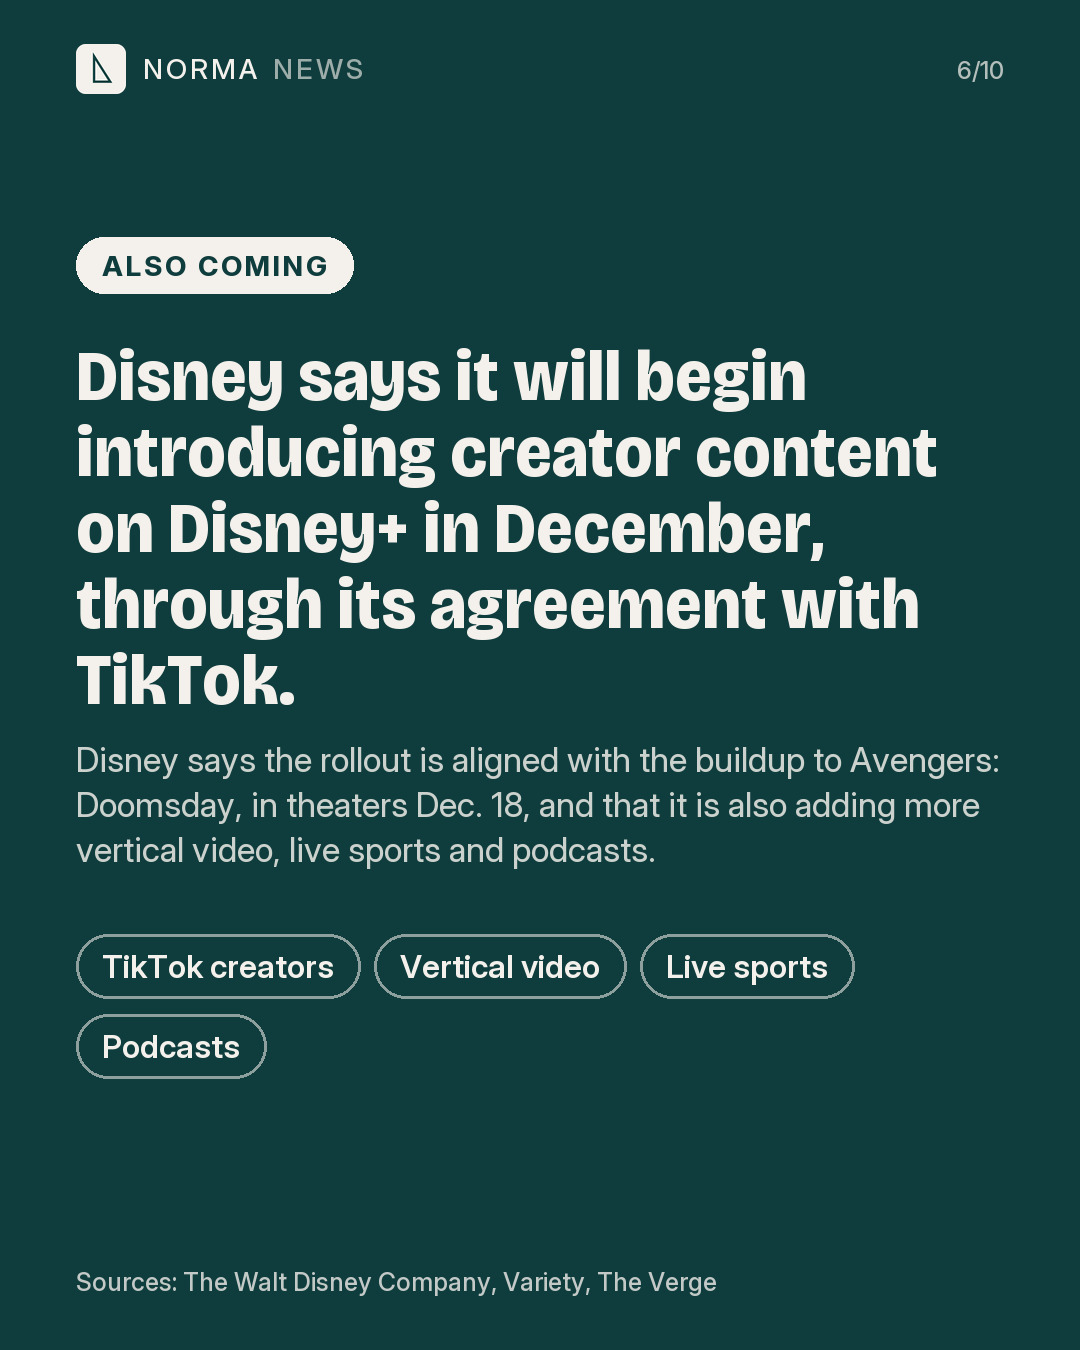 NORMA NEWS
6/10
ALSO COMING
Disney says it will begin
introducing creator content
on Disney+ in December,
through its agreement with
TikTok.
Disney says the rollout is aligned with the buildup to Avengers:
Doomsday, in theaters Dec. 18, and that it is also adding more
vertical video, live sports and podcasts.
TikTok creators
Vertical video
Live sports
Podcasts
Sources: The Walt Disney Company, Variety, The Verge